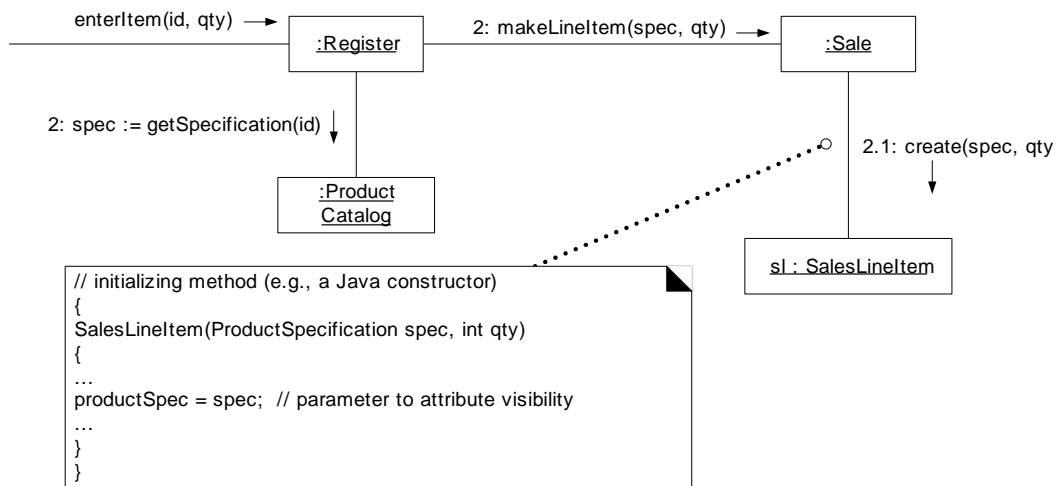 enterItem(id, qty)
:Register
2: makeLineItem(spec, qty)
:Sale
2: spec := getSpecification(id)
2.1: create(spec, qty
:Product
Catalog
sl : SalesLineItem
// initializing method (e.g., a Java constructor)
{
SalesLineItem(ProductSpecification spec, int qty)
{
...
productSpec = spec;  // parameter to attribute visibility
...
}
}